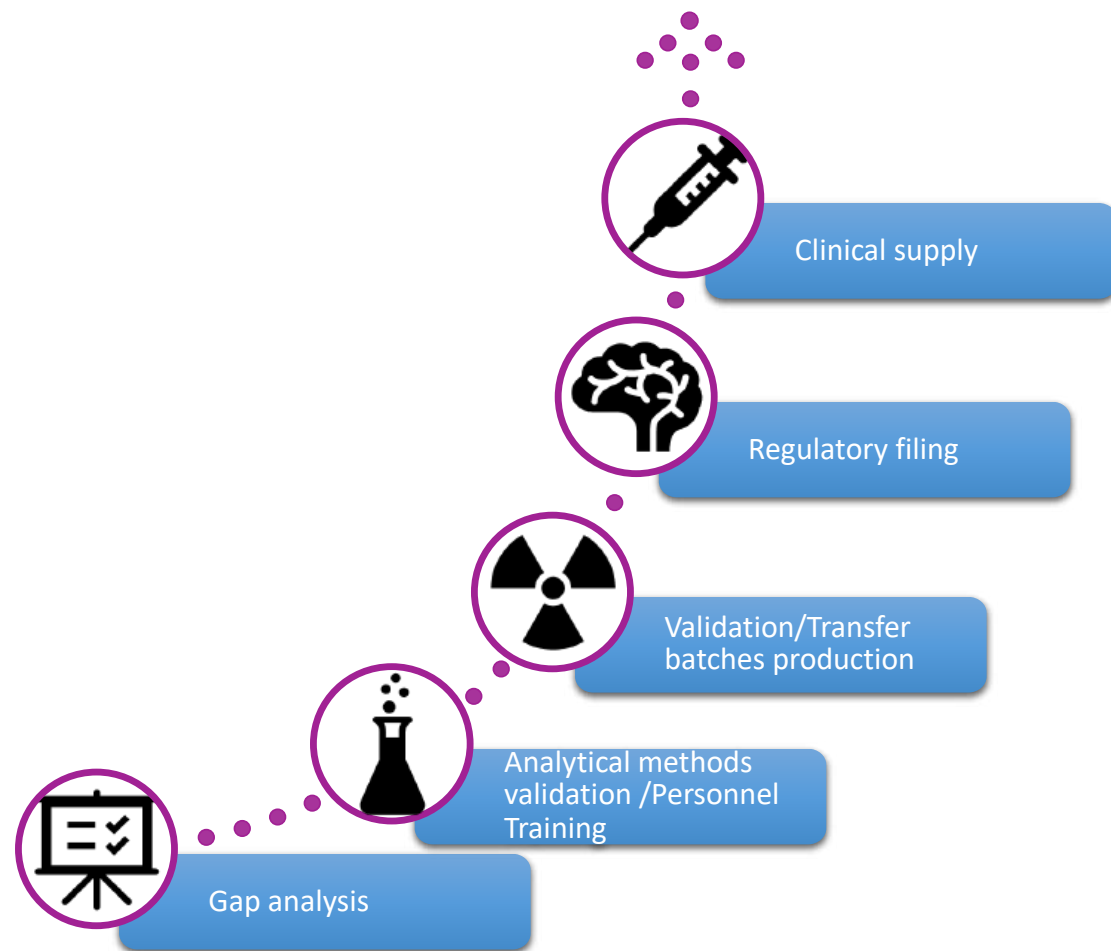 Clinical supply
Regulatory filing
Validation/Transfer
batches production
Analytical methods
validation /Personnel
Training
Gap analysis